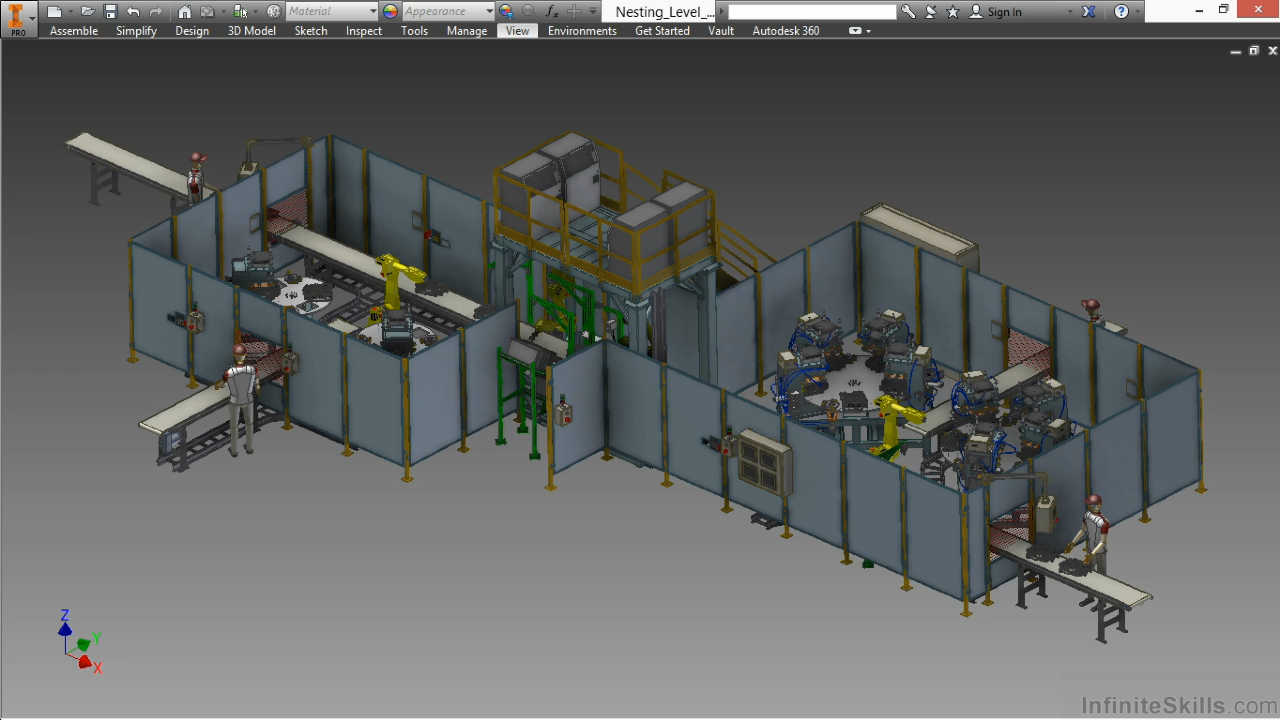 Material
Appearance
Nesting_Level_...
Sign In
PRO
Assemble
Simplify
Design
3D Model
Sketch
Inspect
Tools
Manage
View
Environments
Get Started
Vault
Autodesk 360
Z
Y
X
InfiniteSkills.com